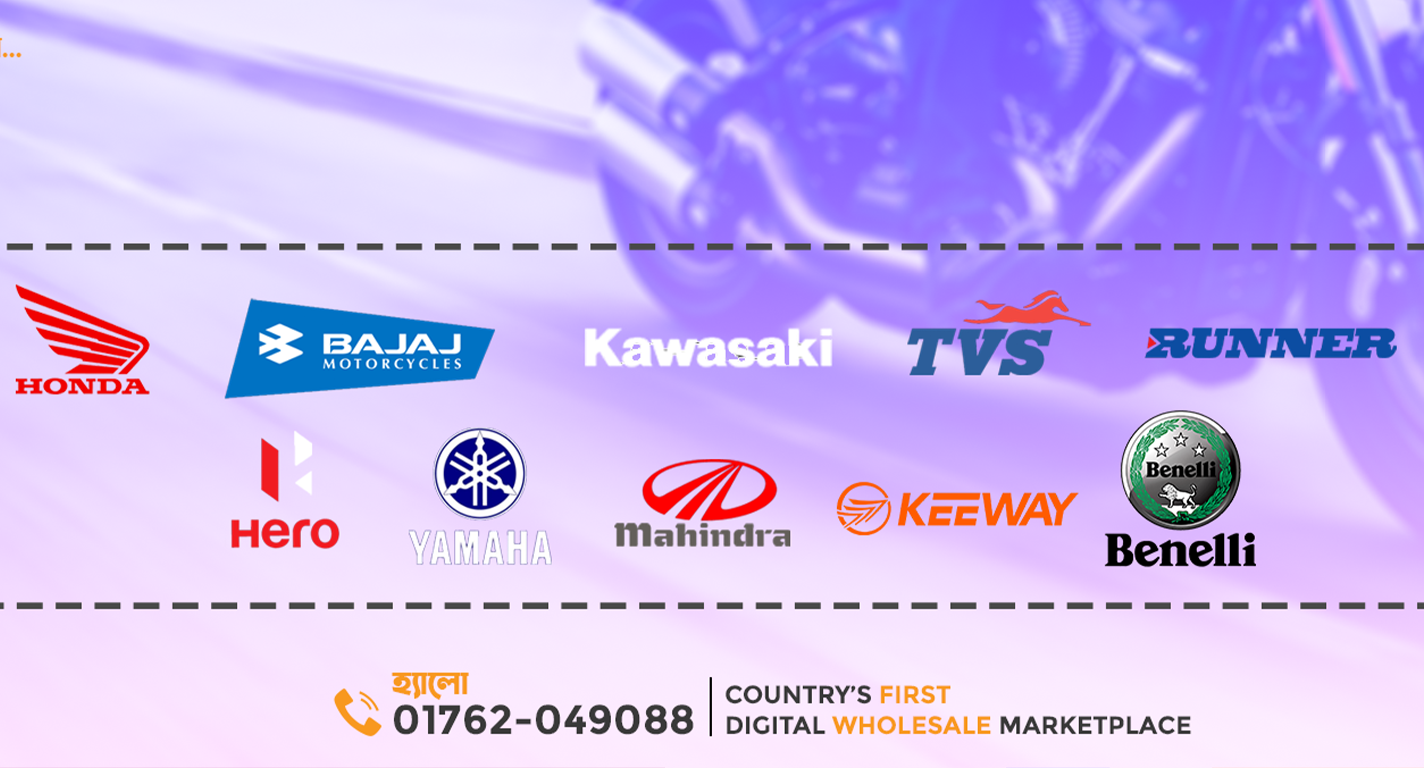 HONDA
BAJAJ
MOTORCYCLES
Kawasaki
TVS
RUNNER
Hero
YAMAHA
Mahindra
KEEWAY
Benelli
Benelli
হ্যালো
01762-049088
COUNTRY'S FIRST
DIGITAL WHOLESALE MARKETPLACE